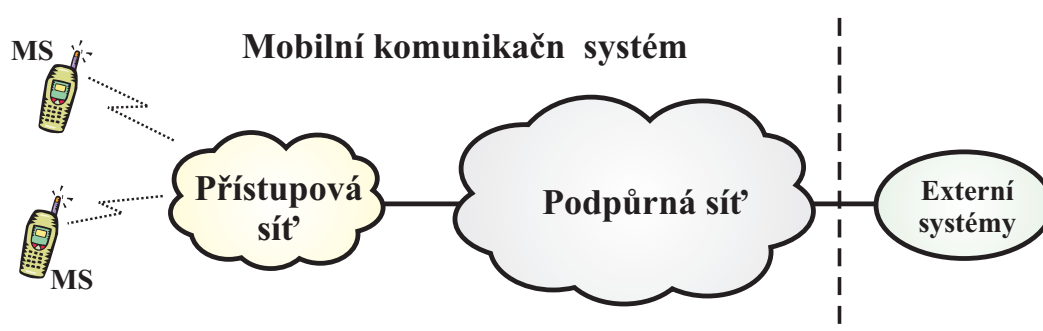 MS
Mobilní komunikačn systém
Přístupová
síť
Podpůrná síť
Externí
systémy
MS